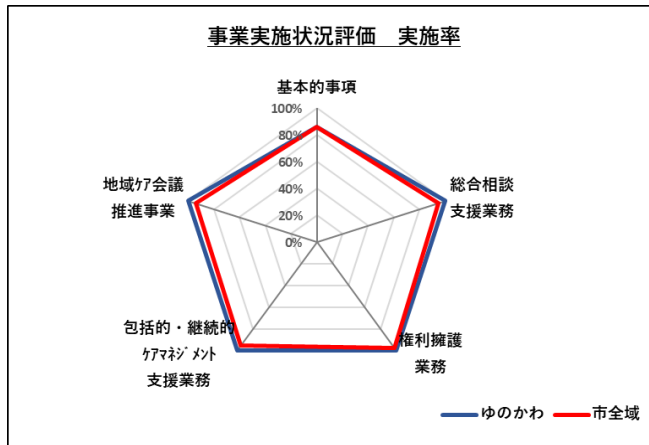 事業実施状況評価　実施率
基本的事項
100%
80%
60%
40%
20%
0%
総合相談
支援業務
権利擁護
業務
包括的・継続的
ｹｱﾏﾈｼﾞﾒﾝﾄ
支援業務
地域ｹｱ会議
推進事業
ゆのかわ
市全域